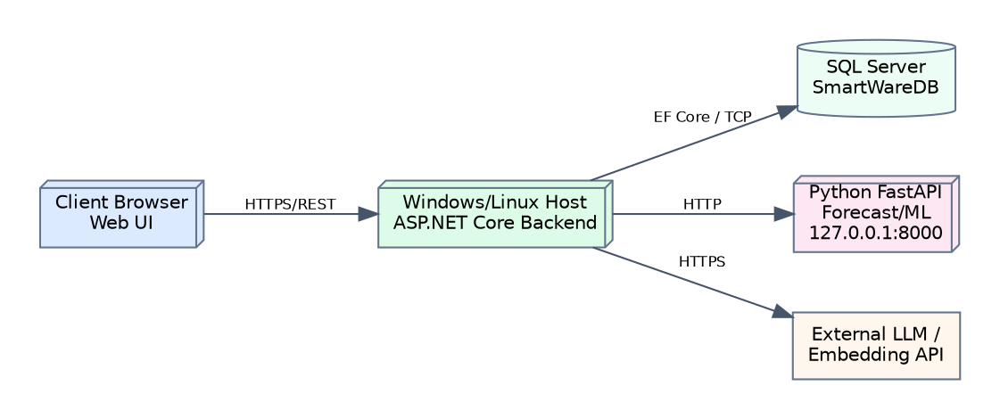 Client Browser
Web UI
HTTPS/REST
Windows/Linux Host
ASP.NET Core Backend
EF Core / TCP
SQL Server
SmartWareDB
HTTP
Python FastAPI
Forecast/ML
127.0.0.1:8000
HTTPS
External LLM /
Embedding API